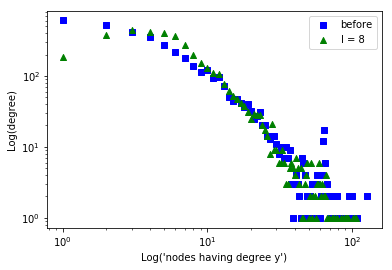 before
l = 8
Log(degree)
10²
10¹
10⁰
10⁰
10¹
10²
Log('nodes having degree y')